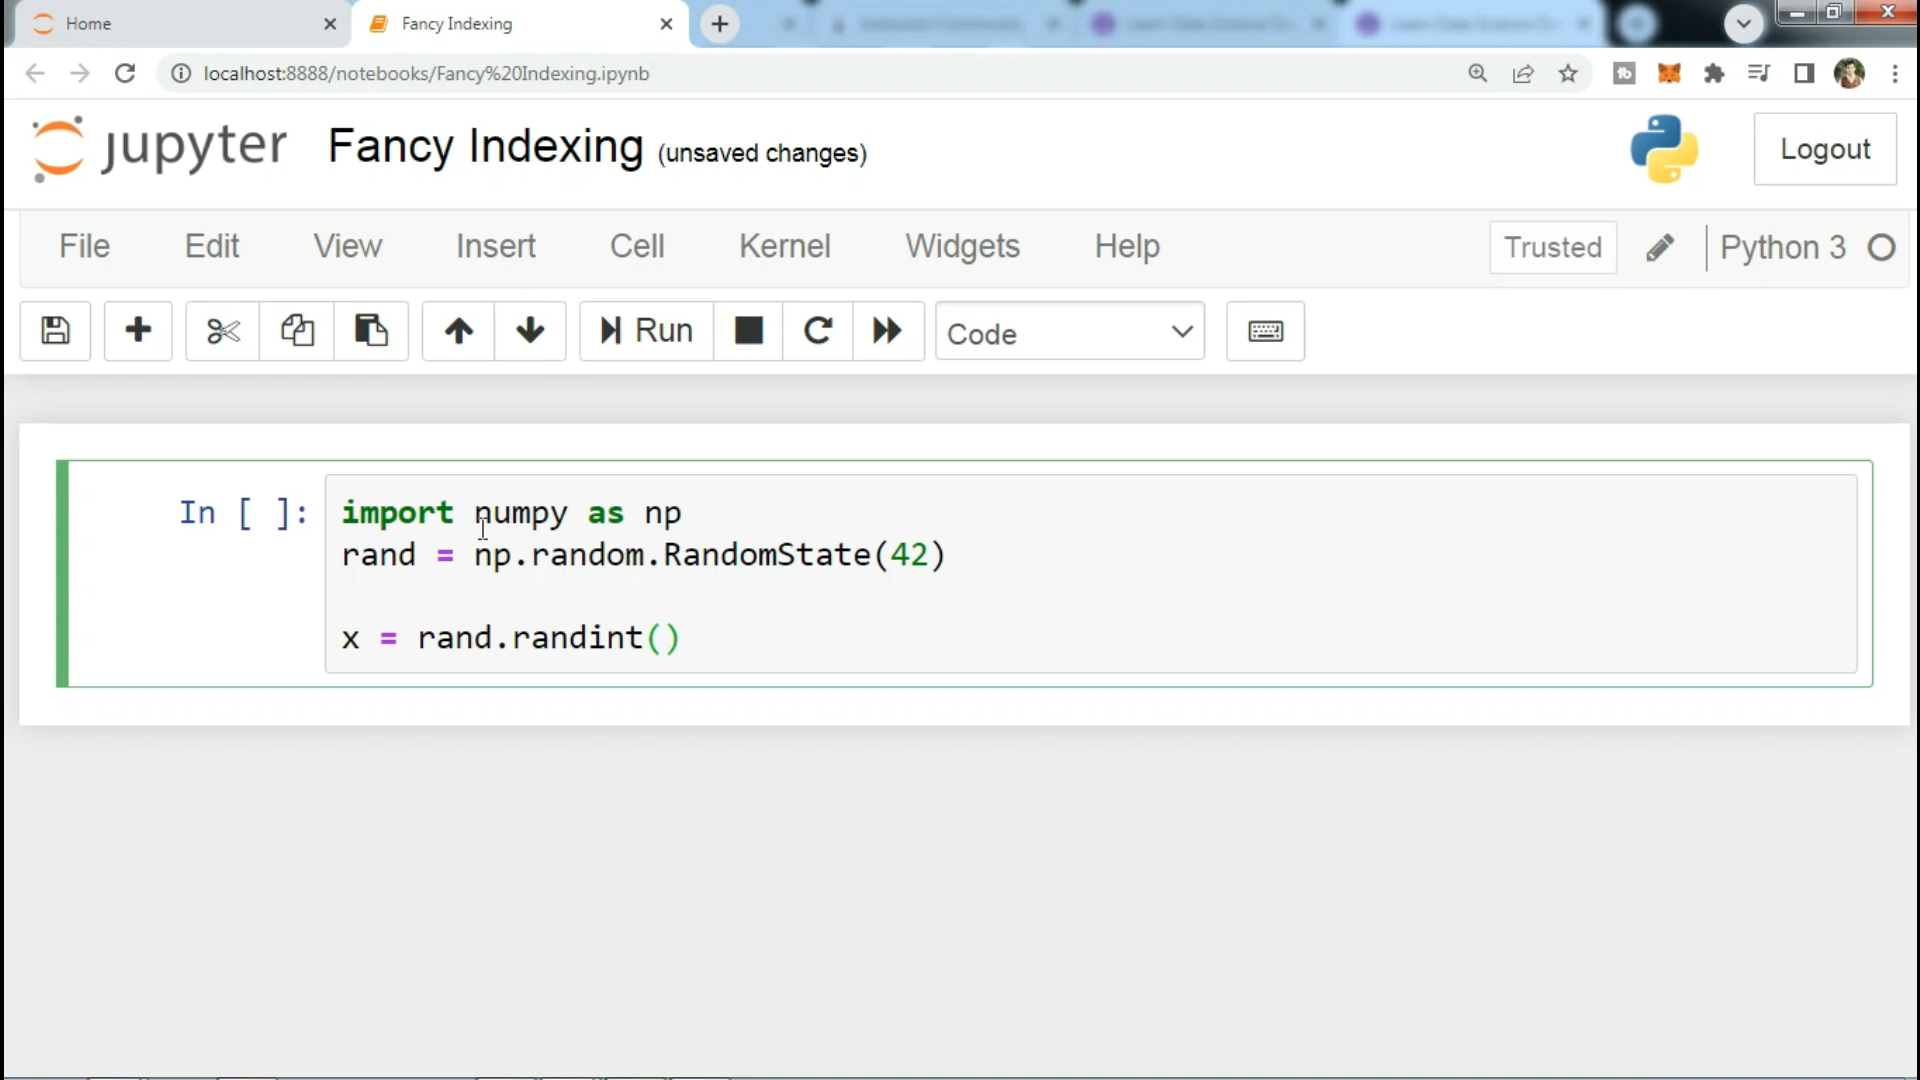 Home
Fancy Indexing
localhost:8888/notebooks/Fancy%20Indexing.ipynb
jupyter Fancy Indexing (unsaved changes)
Logout
File Edit View Insert Cell Kernel Widgets Help Trusted Python 3
Run Code
In [ ]: import numpy as np
rand = np.random.RandomState(42)
x = rand.randint()